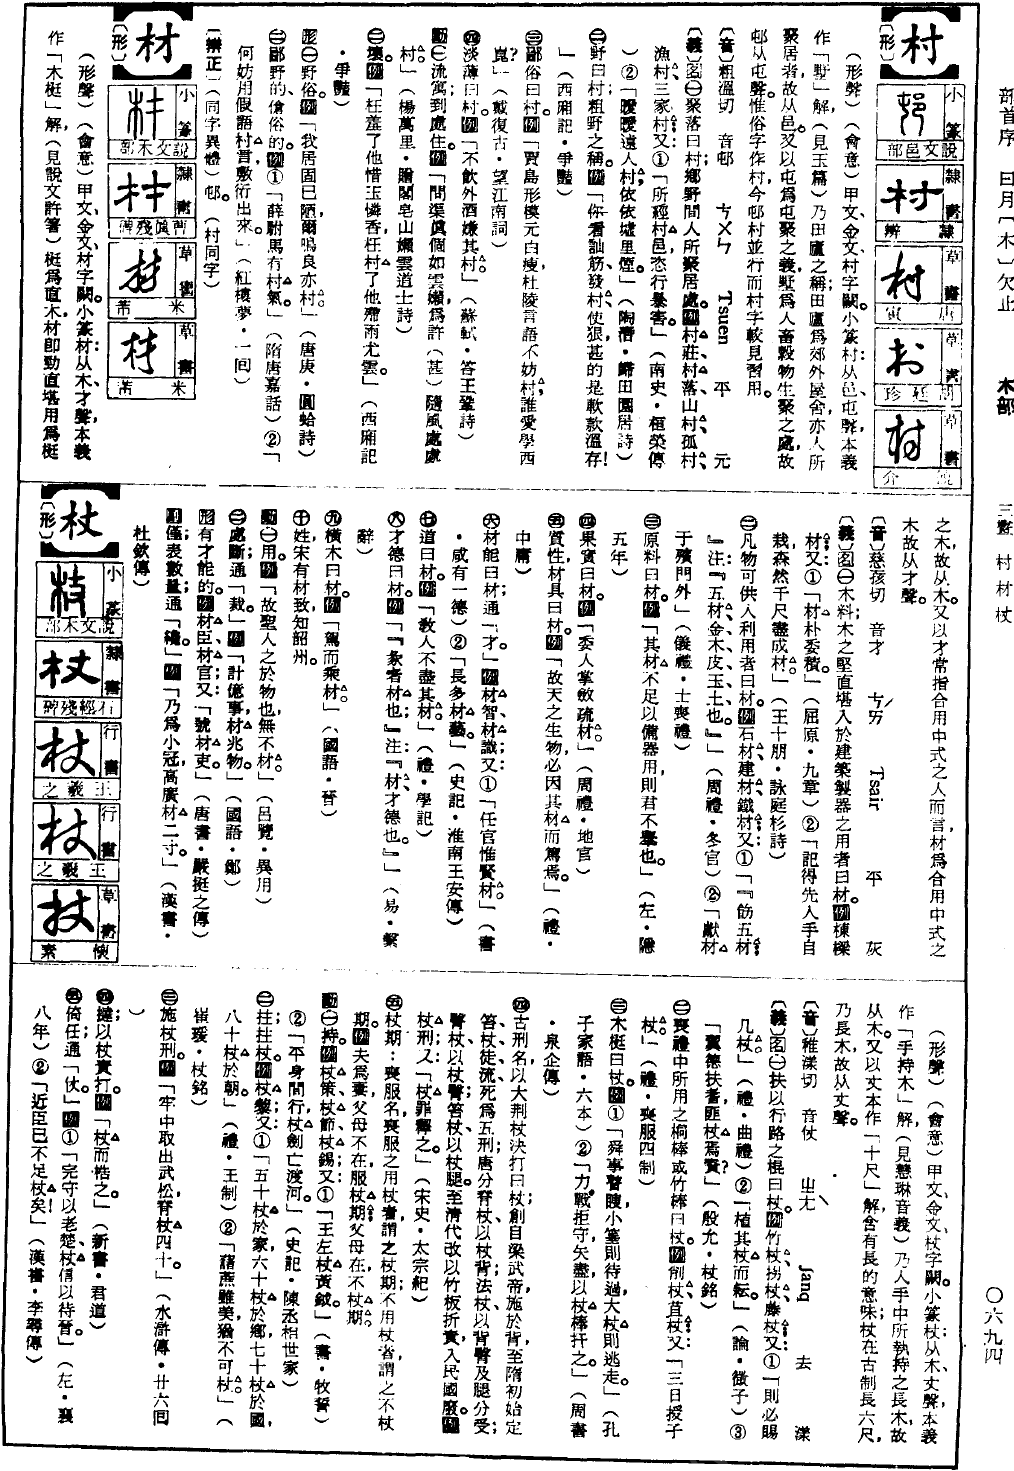 部首序 曰月〔木〕欠止 木部 三畫 村材杖 〇六九四
村
〔形〕
小篆 說文邑部
隸書 隸辨
草書 唐寅
草書
草書
(形聲)(會意)甲文、金文村字闕。小篆村:从邑、屯聲,本義
作「墅」解(見玉篇)乃田廬之稱;田廬爲郊外屋舍,亦人所
聚居者,故从邑。又以屯爲屯聚之義,墅爲人畜穀物生聚之處,故
邨从屯聲。惟俗字作村,今邨村並行而村字較見習用。
〔音〕粗溫切 音邨 ㄘㄨㄣ Tsuen 平 元
〔義〕名㊀聚落曰村;鄉野間人所聚居處。例村莊、村落、山村、孤村、
漁村、三家村;又①「所經村邑,恣行暴害。」(南史・桓榮傳
)②「曖曖遠人村,依依墟里煙。」(陶潛・歸田園居詩)
㊁野曰村,粗野之稱。例「你看訕筋發村使狠,甚的是軟款溫存!
」(西廂記・爭豔)
㊂鄙俗曰村。例「賈島形模元自瘦,杜陵言語不妨村,誰愛學西
崑?」(戴復古・望江南詞)
㊃淡薄曰村。例「不飲外酒嫌其村。」(蘇軾・答王鞏詩)
動㊀流寓到處住。例「問渠眞個如雲嬾,爲許(甚)隨風處處
村。」(楊萬里・贈閤皂山嬾雲道士詩)
㊁壞。例「枉蠢了他惜玉憐香,枉村了他殢雨尤雲。」(西廂記
・爭豔)
形㊀野俗。例「我居固已陋,爾鳴良亦村。」(唐庚・圓蛤詩)
㊁鄙野的,傖俗的。例①「薛駙馬有村氣。」(隋唐嘉話)②「
何妨用假語村言,敷衍出來。」(紅樓夢・一回)
〔辨正〕(同字異體)邨。(村同字)
材
〔形〕
小篆 說文木部
隸書
草書 米芾
草書 米芾
(形聲)(會意)甲文、金文材字闕。小篆材:从木、才聲,本義
作「木梃」解,(見說文許箸)梃爲直木,材卽勁直堪用爲梃
之木,故从木。又以才常指合用中式之人而言,材爲合用中式之
木,故从才聲。
〔音〕慈孩切 音才 ㄘㄞˊ Tsair 平 灰
〔義〕名㊀木料,木之堅直堪入於建築製器之用者曰材。例棟樑
材;又①「材朴委積。」(屈原・九章)②「記得先人手自
栽,森然千尺盡成材。」(王十朋・詠庭杉詩)
㊁凡物可供人利用者曰材。例石材、建材、鐵材;又①「『飭五材
』注:『五材,金、木、皮、玉、土也。』」(周禮・冬官)②「獻材
于殯門外」(儀禮・士喪禮)
㊂原料曰材。例「其材不足以備器用,則君不舉也。」(左・隱
五年)
㊃果實曰材。例「委人掌斂疏材。」(周禮・地官)
㊄質性材具曰材。例「故天之生物,必因其材而篤焉。」(禮・
中庸)
㊅材能曰材,通「才。」例材智、材識;又①「任官惟賢材。」(書
・咸有一德)②「長多材藝。」(史記・淮南王安傳)
㊆道曰材。例「敎人不盡其材。」(禮・學記)
㊇才德曰材。例「『彖者材也。』注:『材,才德也。』」(易・繫
辭)
㊈橫木曰材。例「駕而乘材。」(國語・晉)
㊉姓,宋有材致,知韶州。
動㊀用。例「故聖人之於物也無不材。」(呂覽・異用)
㊁處斷,通「裁。」例「計億事,材兆物。」(國語・鄭)
形有才能的。例材臣、材官;又「號材吏。」(唐書・嚴挺之傳)
副僅,表數量,通「纔。」例「乃爲小冠,高廣材二寸。」(漢書・
杜欽傳)
杖
〔形〕
小篆 說文木部
隸書 石經殘碑
行書 王羲之
行書 王羲之
草書 懷素
(形聲)(會意)甲文、金文、杖字闕。小篆杖:从木、丈聲,本義
作「手持木」解,(見慧琳音義)乃人手中所執持之長木,故
从木。又以丈本作「十尺」解,含有長的意味,杖在古制長六尺,
乃長木,故从丈聲。
〔音〕稚漾切 音仗 ㄓㄤˋ janq 去 漾
〔義〕名㊀扶以行路之棍曰杖。例竹杖、拐杖、藤杖;又①「則必賜
几杖。」(禮・曲禮)②「植其杖而耘。」(論・微子)③
「翼德扶耆,匪杖焉賢?」(殷允・杖銘)
㊁喪禮中所用之桐棒或竹棒曰杖。例削杖、苴杖;又「三日授子
杖。」(禮・喪服四制)
㊂木梃曰杖。例①「舜事瞽瞍,小箠則待過,大杖則逃走。」(孔
子家語・六本)②「力戰拒守,矢盡,以杖棒扞之。」(周書
・泉企傳)
㊃古刑名,以大荆杖決打曰杖;創自梁武帝,施於背;至隋初始定
笞、杖、徒、流、死爲五刑;唐分脊杖以杖背,法杖以背臀及腿分受;
臀杖以杖臀,笞杖以杖腿。至清代改以竹板折責,入民國廢。例
杖刑;又「杖罪釋之。」(宋史・太宗紀)
㊄杖期:喪服名,喪服之用杖者謂之杖期,不用杖者謂之不杖
期。例夫爲妻父母不在服杖期,父母在不杖期。
動㊀持。例杖策、杖節、杖錫;又①「王左杖黃鉞。」(書・牧誓)
②「平身間行杖劍亡渡河。」(史記・陳丞相世家)
㊁拄,拄杖。例杖藜;又①「五十杖於家,六十杖於鄉,七十杖於國,
八十杖於朝。」(禮・王制)②「藷蔗雖美,猶不可杖。」(
崔瑗・杖銘)
㊂施杖刑。例「牢中取出武松,脊杖四十。」(水滸傳・廿六回
)
㊃撻;以杖責打。例「杖而悎之。」(新書・君道)
㊄倚任,通「仗。」例①「完守以老楚,杖信以待晉。」(左・襄
八年)②「近臣已不足杖矣!」(漢書・李尋傳)